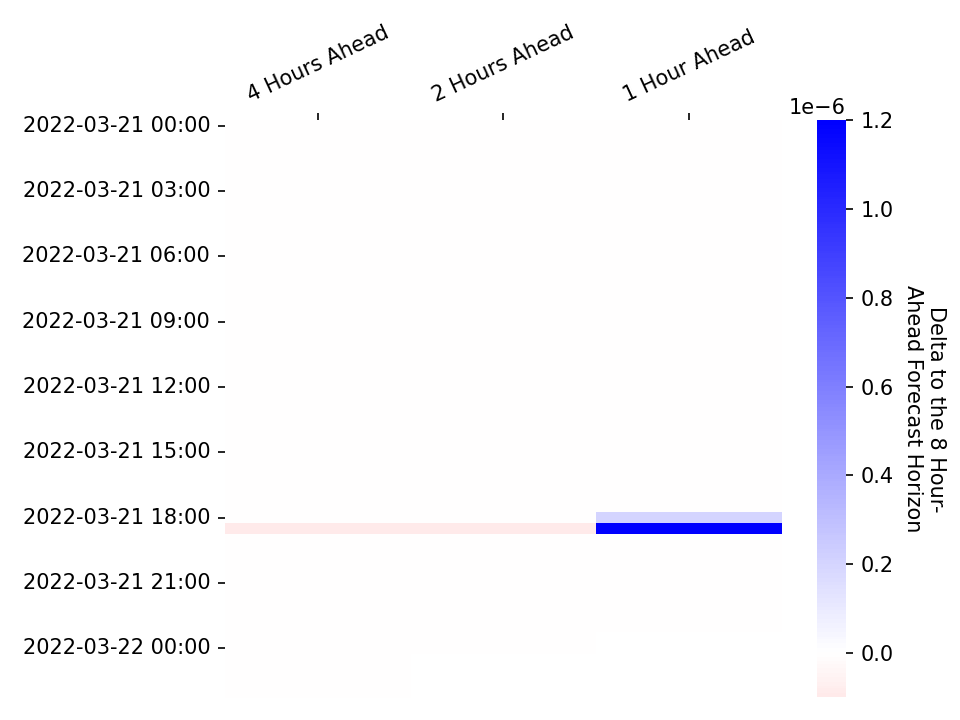 4 Hours Ahead
2 Hours Ahead
1 Hour Ahead
2022-03-21 00:00
2022-03-21 03:00
2022-03-21 06:00
2022-03-21 09:00
2022-03-21 12:00
2022-03-21 15:00
2022-03-21 18:00
2022-03-21 21:00
2022-03-22 00:00
1e−6
1.2
1.0
0.8
0.6
0.4
0.2
0.0
Delta to the 8 Hour-
Ahead Forecast Horizon